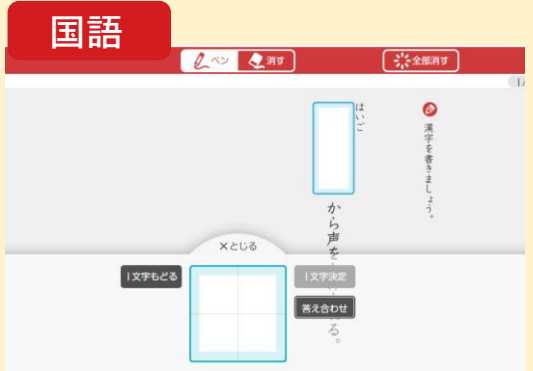 国語
ペン
消す
全部消す
1/
漢字を書きましょう。
はいご
から声を
る。
×とじる
1文字もどる
1文字決定
答え合わせ